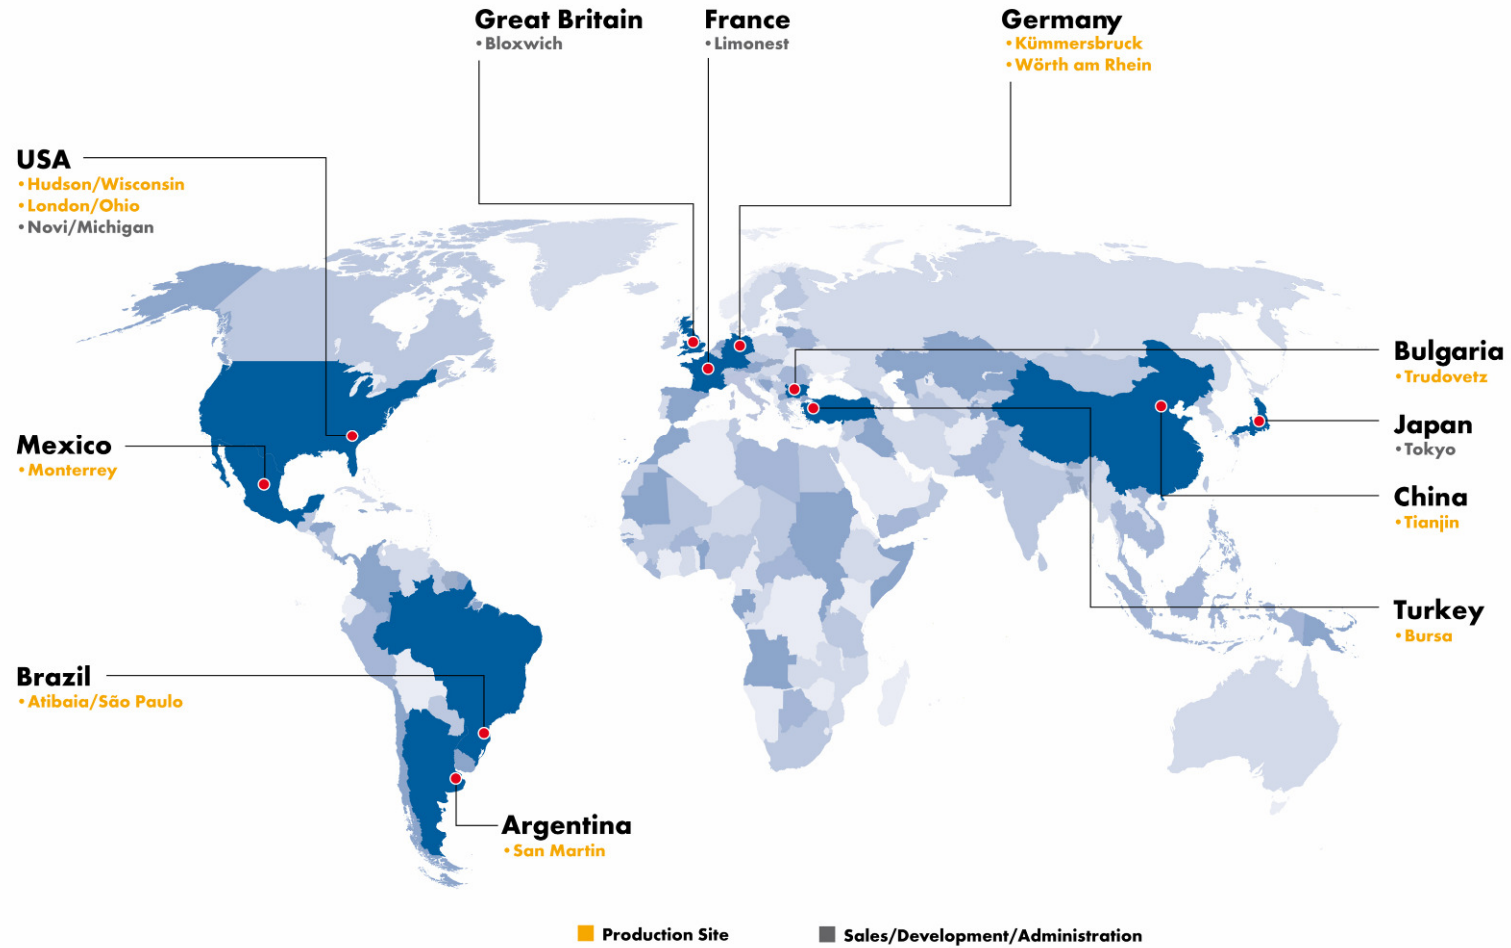 Great Britain
• Bloxwich
France
• Limonest
Germany
• Kümmersbruck
• Wörth am Rhein
USA
• Hudson/Wisconsin
• London/Ohio
• Novi/Michigan
Mexico
• Monterrey
Brazil
• Atibaia/São Paulo
Argentina
• San Martin
Bulgaria
• Trudovetz
Japan
• Tokyo
China
• Tianjin
Turkey
• Bursa
Production Site
Sales/Development/Administration